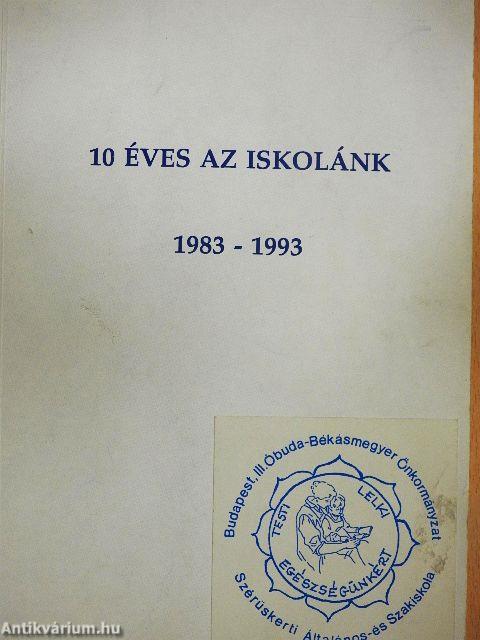 10 ÉVES AZ ISKOLÁNK
1983 - 1993
Budapest, III Óbuda-Békásmegyer Önkormányzat
TESTI LELKI
EGÉSZSÉGÜNKÉRT
Szérűskerti Általános-és Szakiskola
Antikvárium.hu